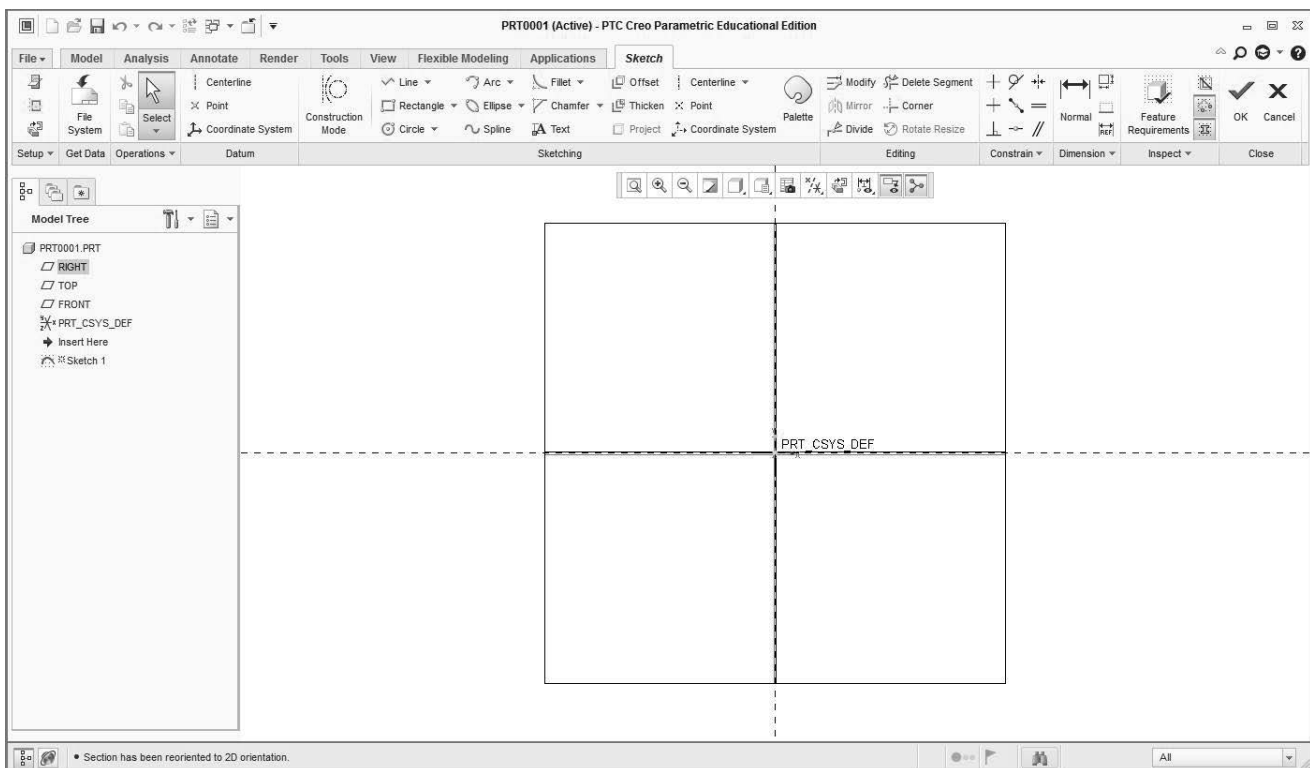 PRT0001 (Active) - PTC Creo Parametric Educational Edition
File Model Analysis Annotate Render Tools View Flexible Modeling Applications Sketch
Centerline Line Arc Fillet Offset Centerline Modify Delete Segment
Point Rectangle Ellipse Chamfer Thicken Point Mirror Corner
Coordinate System Circle Spline Text Project Coordinate System Divide Rotate Resize
File System Select Construction Mode Palette Normal REF Feature Requirements OK Cancel
Setup Get Data Operations Datum Sketching Editing Constrain Dimension Inspect Close
Model Tree
PRT0001.PRT
RIGHT
TOP
FRONT
PRT_CSYS_DEF
Insert Here
Sketch 1
PRT_CSYS_DEF
Section has been reoriented to 2D orientation.
All